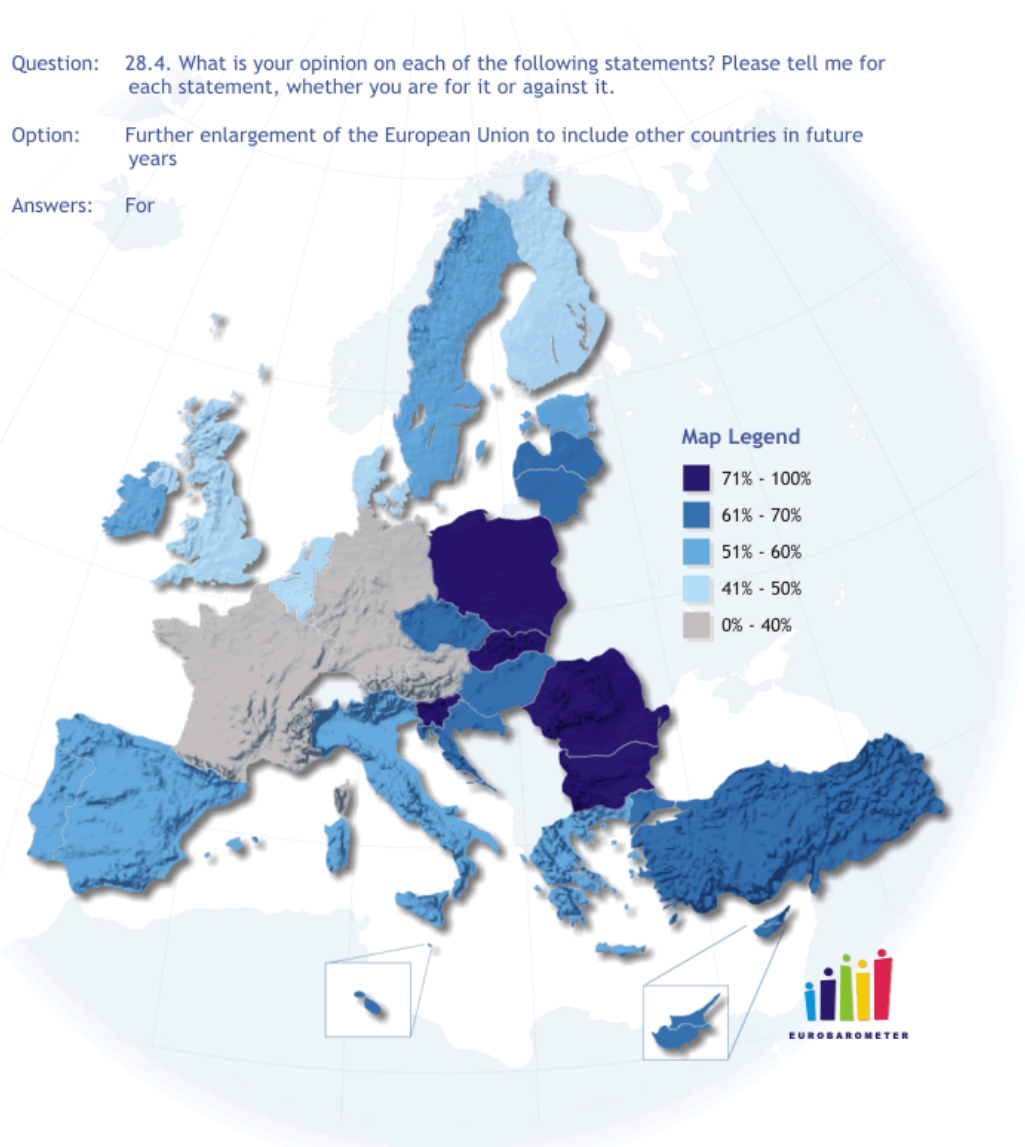 Question: 28.4. What is your opinion on each of the following statements? Please tell me for
each statement, whether you are for it or against it.
Option: Further enlargement of the European Union to include other countries in future
years
Answers: For
Map Legend
71% - 100%
61% - 70%
51% - 60%
41% - 50%
0% - 40%
EUROBAROMETER